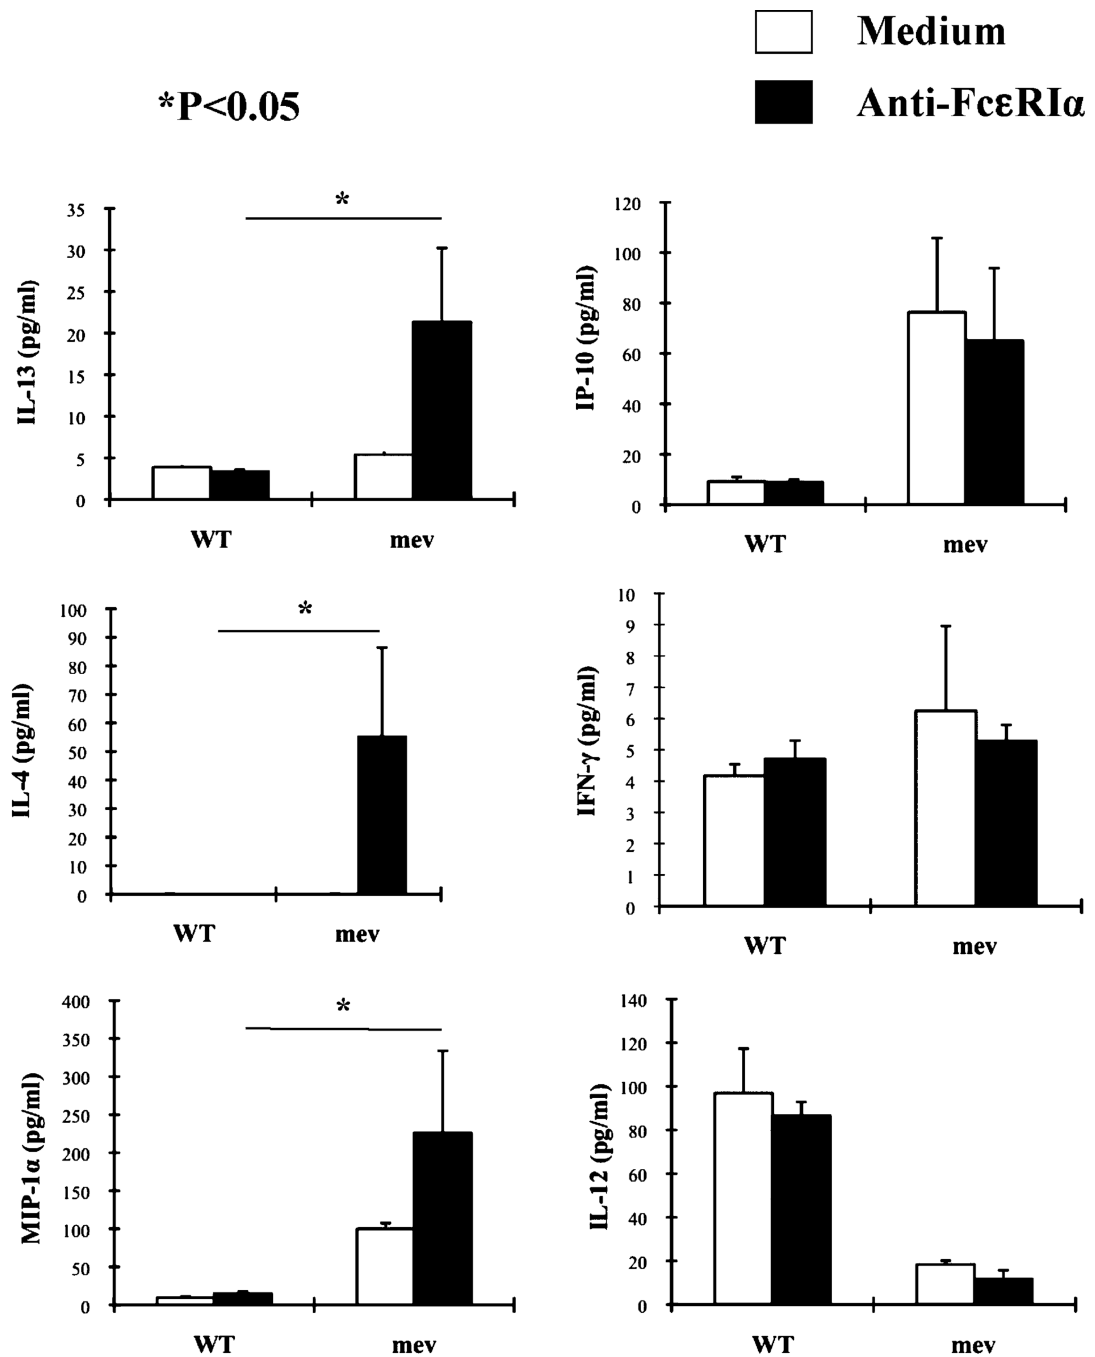 Medium
Anti-FcεRIα
*P<0.05
IL-13 (pg/ml)
35
30
25
20
15
10
5
0
*
WT
mev
IP-10 (pg/ml)
120
100
80
60
40
20
0
WT
mev
IL-4 (pg/ml)
100
90
80
70
60
50
40
30
20
10
0
*
WT
mev
IFN-γ (pg/ml)
10
9
8
7
6
5
4
3
2
1
0
WT
mev
MIP-1α (pg/ml)
400
350
300
250
200
150
100
50
0
*
WT
mev
IL-12 (pg/ml)
140
120
100
80
60
40
20
0
WT
mev